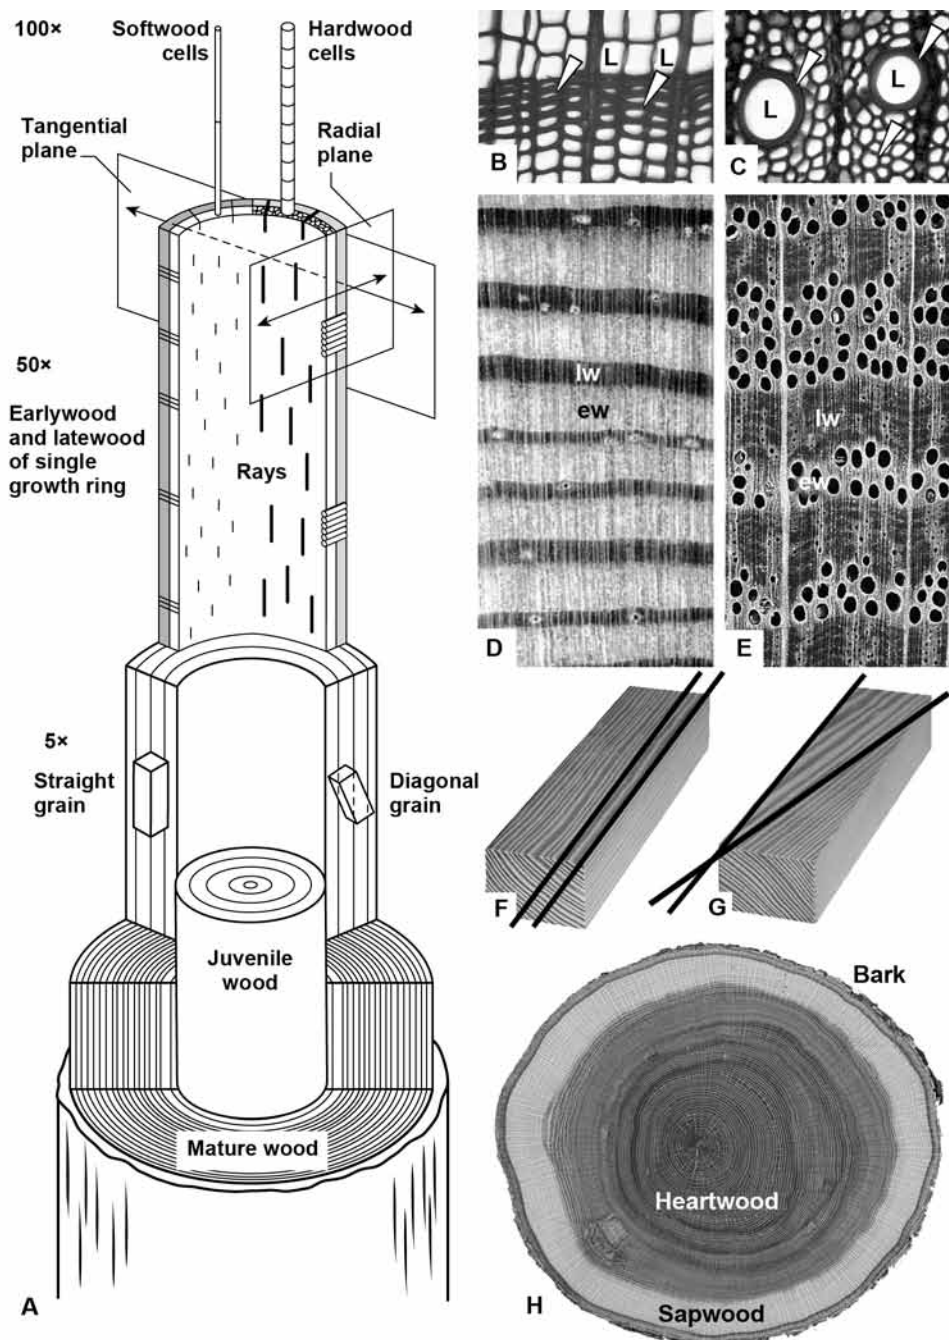 100×
Softwood
cells
Hardwood
cells
Tangential
plane
Radial
plane
50×
Earlywood
and latewood
of single
growth ring
Rays
5×
Straight
grain
Diagonal
grain
Juvenile
wood
Mature wood
A
L
L
B
L
L
C
lw
ew
D
lw
ew
E
F
G
Bark
Heartwood
Sapwood
H